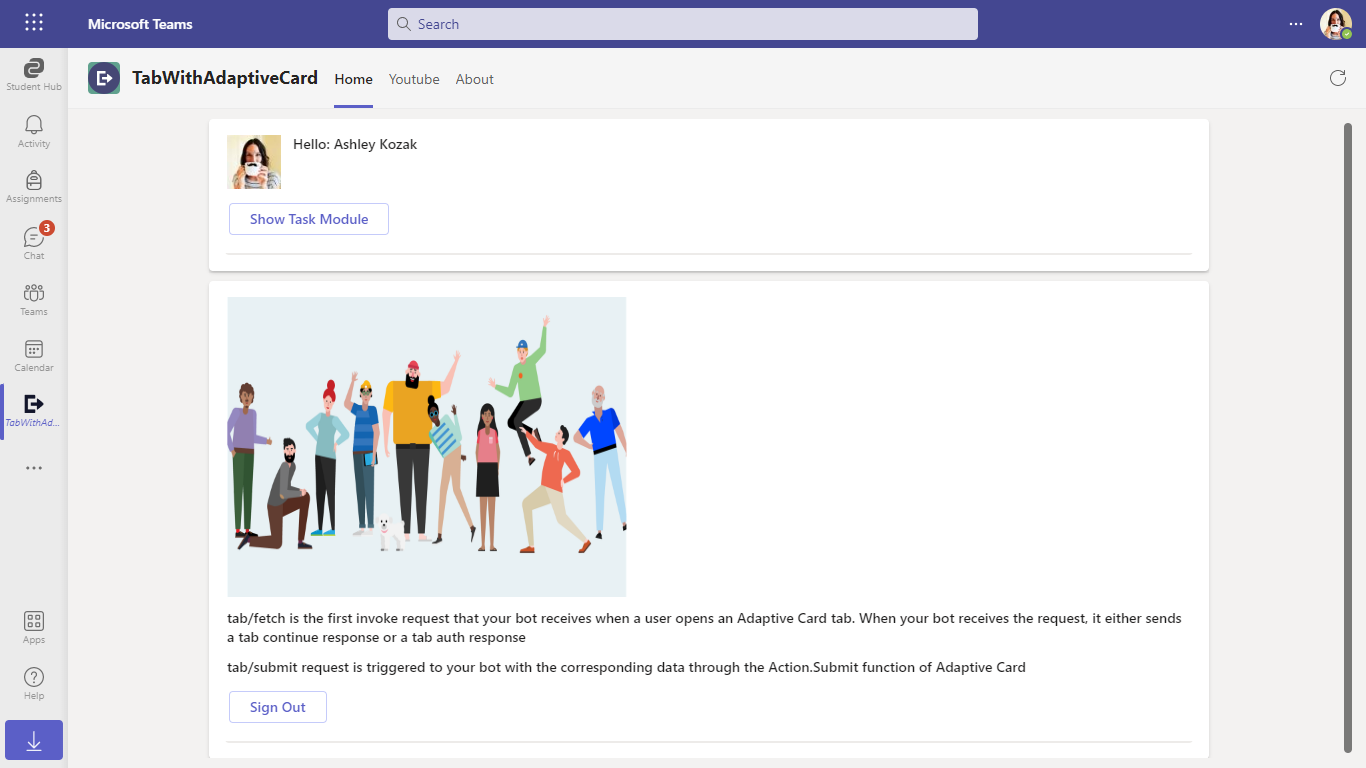 Microsoft Teams
Search
Student Hub
Activity
Assignments
3
Chat
Teams
Calendar
TabWithAd...
Apps
Help
TabWithAdaptiveCard
Home
Youtube
About
Hello: Ashley Kozak
Show Task Module
tab/fetch is the first invoke request that your bot receives when a user opens an Adaptive Card tab. When your bot receives the request, it either sends
a tab continue response or a tab auth response
tab/submit request is triggered to your bot with the corresponding data through the Action.Submit function of Adaptive Card
Sign Out